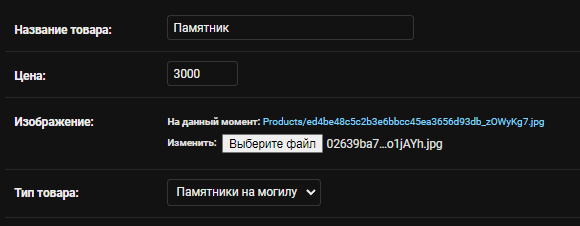 Название товара: Памятник
Цена: 3000
Изображение: На данный момент: Products/ed4be48c5c2b3e6bbcc45ea3656d93db_zOWyKg7.jpg
Изменить: Выберите файл 02639ba7...o1jAYh.jpg
Тип товара: Памятники на могилу